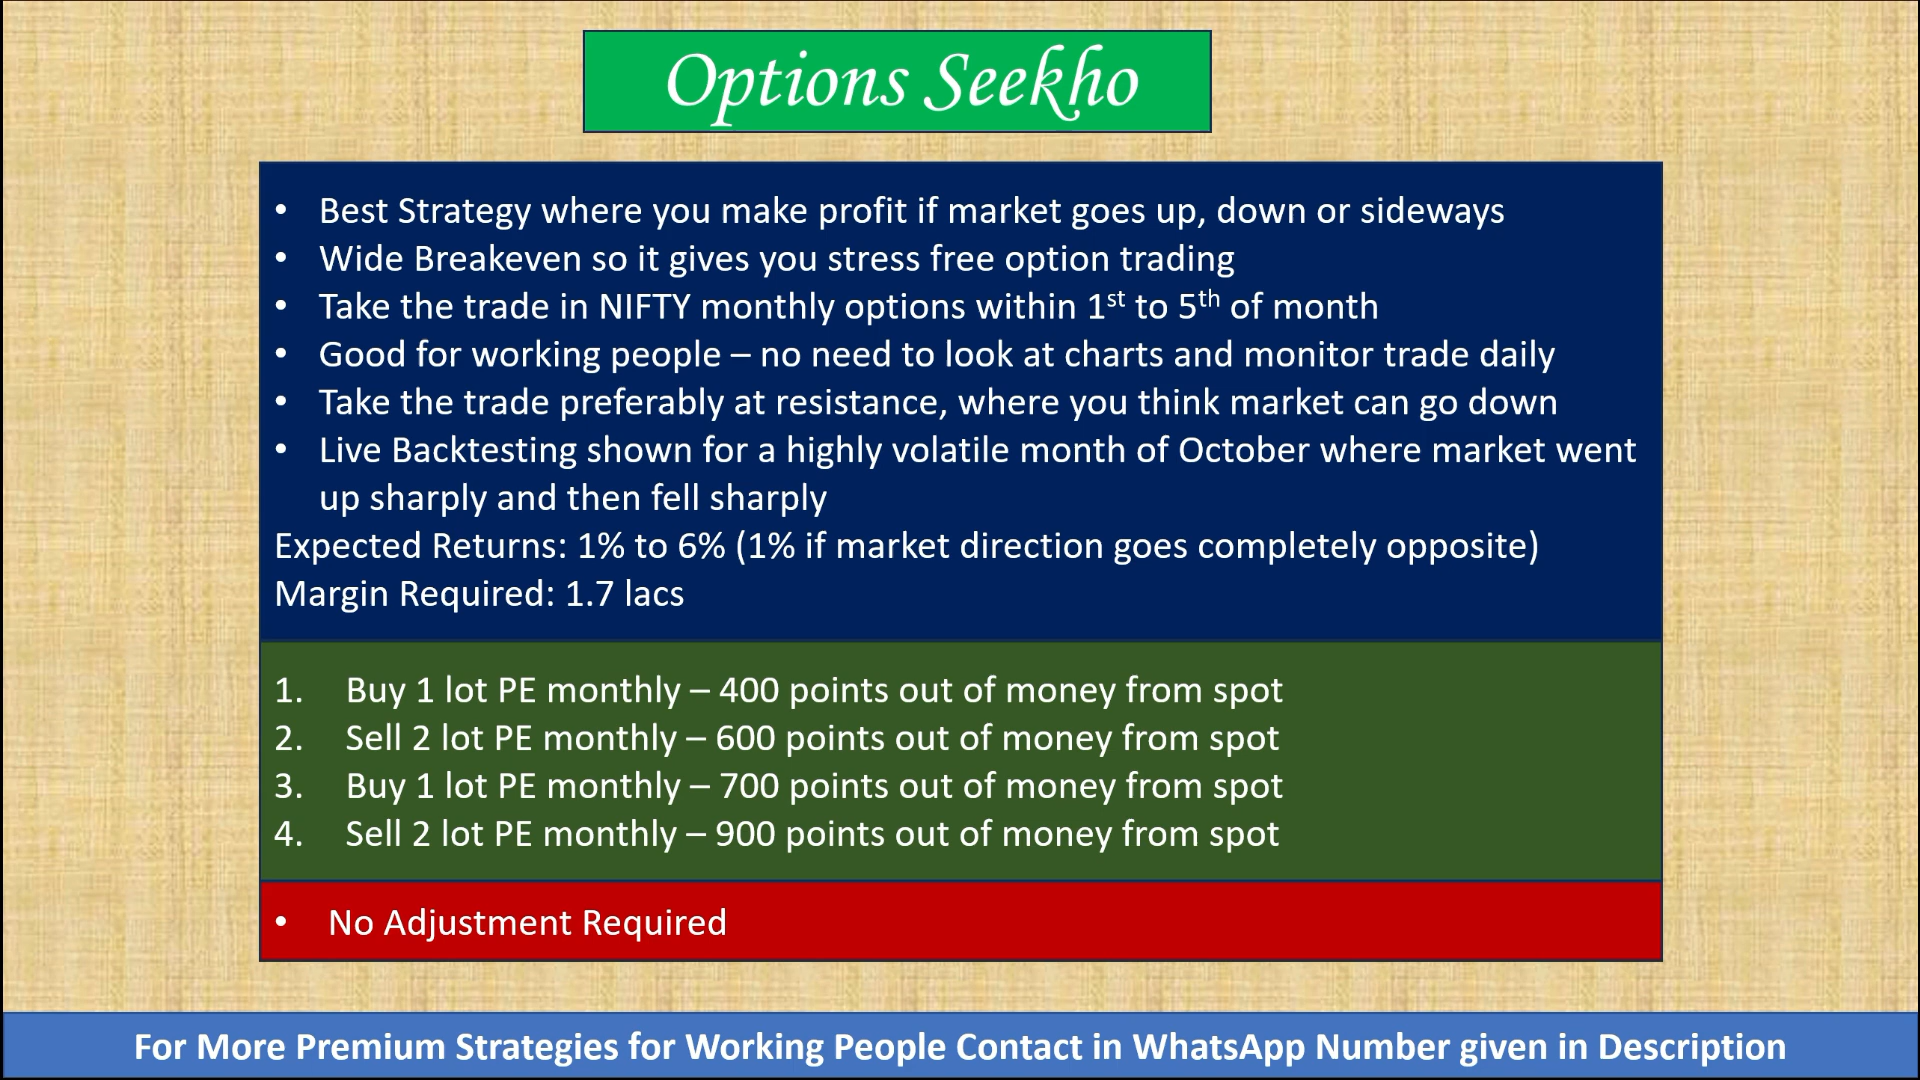 Options Seekho
• Best Strategy where you make profit if market goes up, down or sideways
• Wide Breakeven so it gives you stress free option trading
• Take the trade in NIFTY monthly options within 1st to 5th of month
• Good for working people – no need to look at charts and monitor trade daily
• Take the trade preferably at resistance, where you think market can go down
• Live Backtesting shown for a highly volatile month of October where market went
up sharply and then fell sharply
Expected Returns: 1% to 6% (1% if market direction goes completely opposite)
Margin Required: 1.7 lacs
1. Buy 1 lot PE monthly – 400 points out of money from spot
2. Sell 2 lot PE monthly – 600 points out of money from spot
3. Buy 1 lot PE monthly – 700 points out of money from spot
4. Sell 2 lot PE monthly – 900 points out of money from spot
• No Adjustment Required
For More Premium Strategies for Working People Contact in WhatsApp Number given in Description